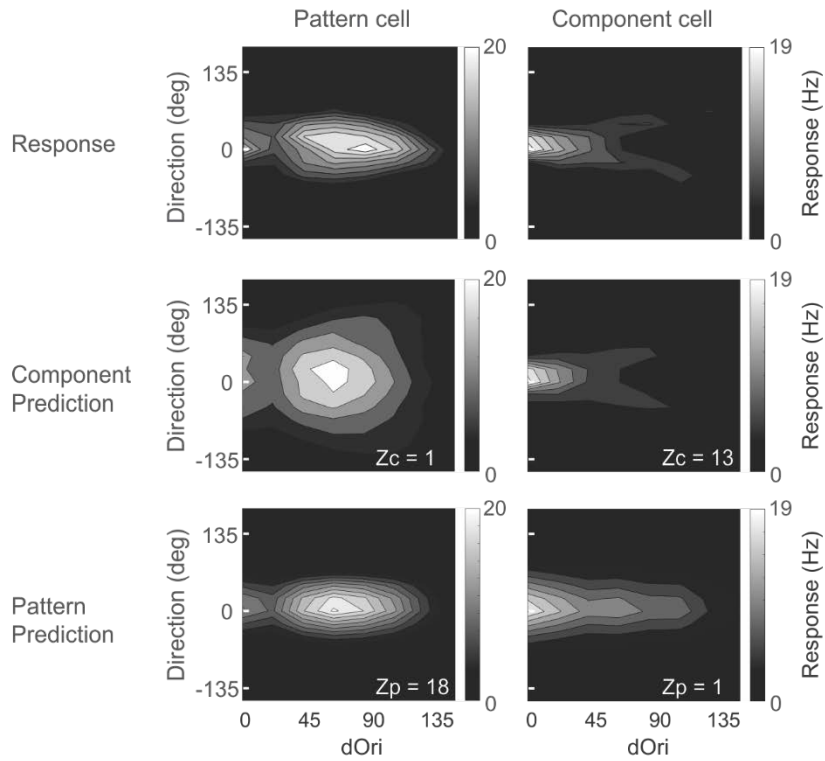 Pattern cell
Component cell
Response
Direction (deg)
135
0
-135
20
0
19
0
Response (Hz)
Component
Prediction
Direction (deg)
135
0
-135
Zc = 1
20
0
Zc = 13
19
0
Response (Hz)
Pattern
Prediction
Direction (deg)
135
0
-135
Zp = 18
20
0
Zp = 1
19
0
Response (Hz)
0 45 90 135
0 45 90 135
dOri
dOri